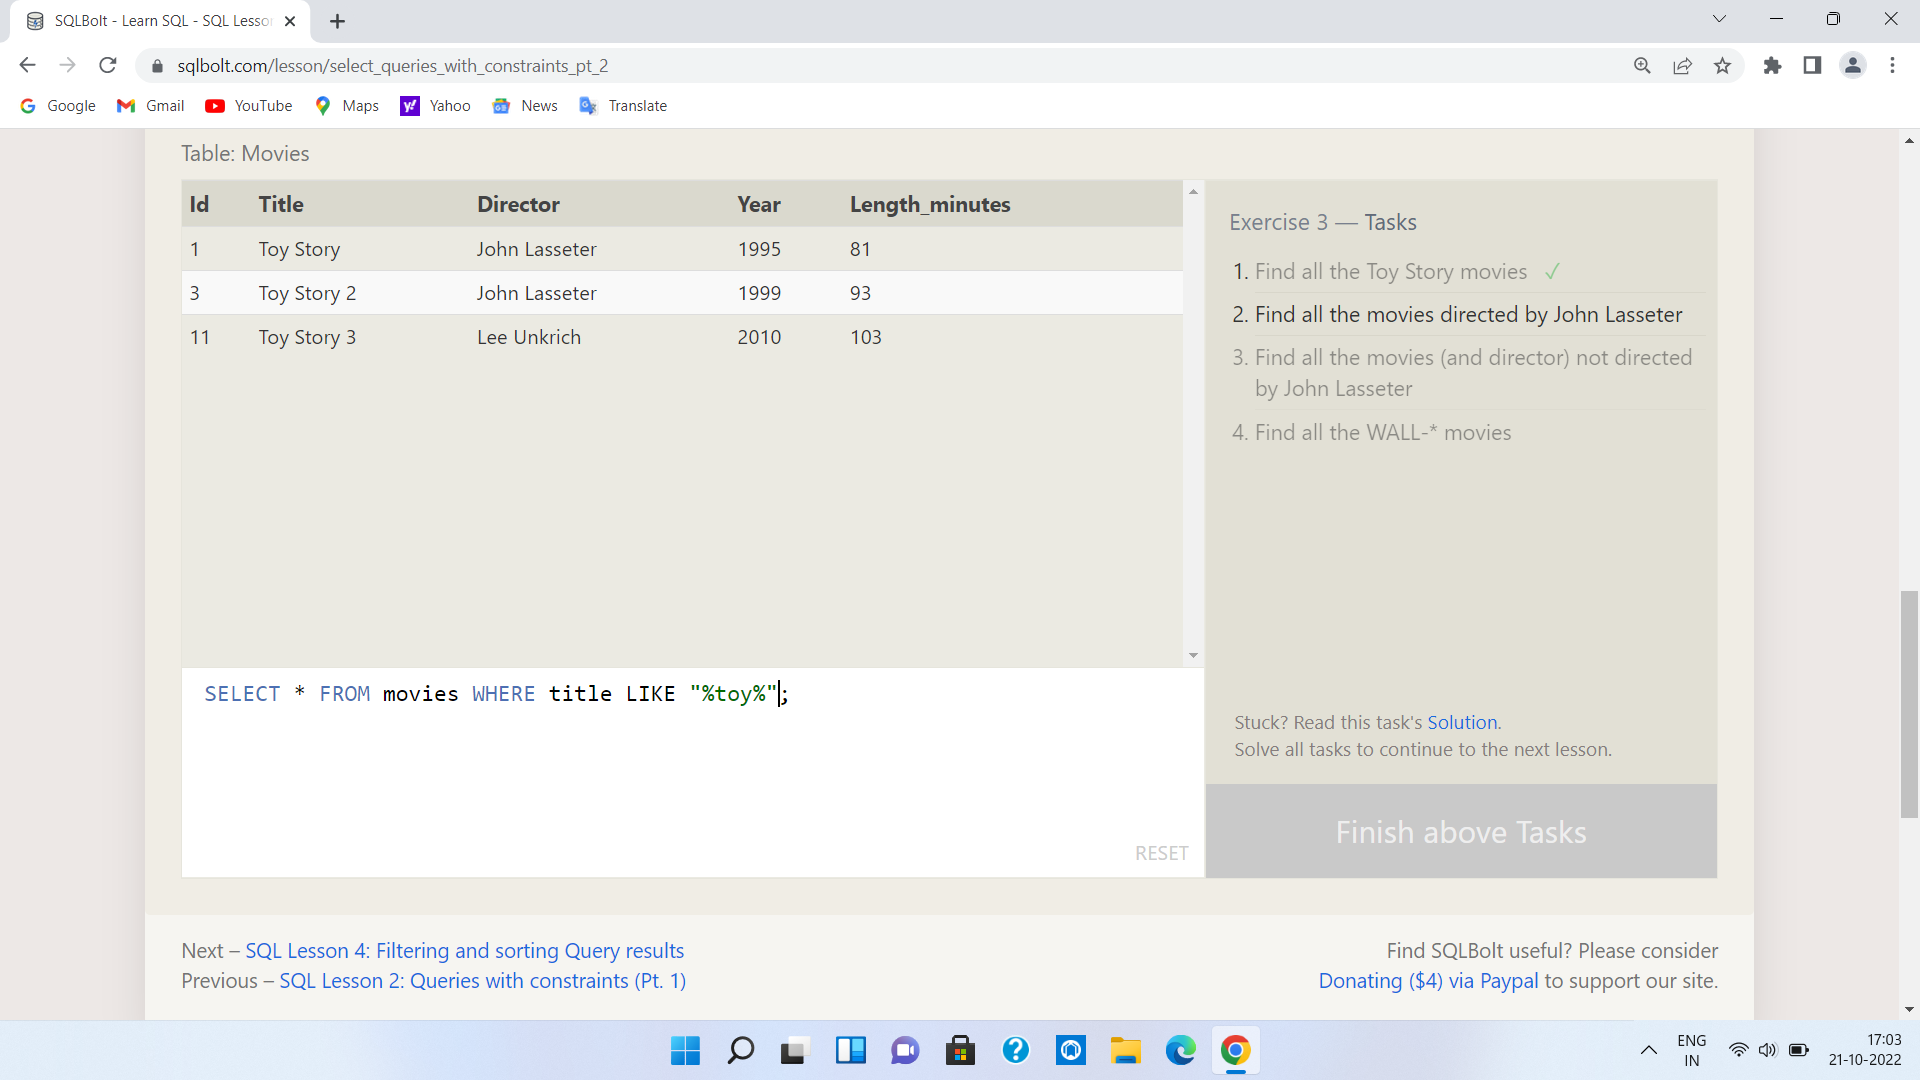 SQLBolt - Learn SQL - SQL Lesson
sqlbolt.com/lesson/select_queries_with_constraints_pt_2
Google Gmail YouTube Maps Yahoo News Translate
Table: Movies
Id Title Director Year Length_minutes
1 Toy Story John Lasseter 1995 81
3 Toy Story 2 John Lasseter 1999 93
11 Toy Story 3 Lee Unkrich 2010 103
SELECT * FROM movies WHERE title LIKE "%toy%";
RESET
Exercise 3 — Tasks
1. Find all the Toy Story movies ✓
2. Find all the movies directed by John Lasseter
3. Find all the movies (and director) not directed
by John Lasseter
4. Find all the WALL-* movies
Stuck? Read this task's Solution.
Solve all tasks to continue to the next lesson.
Finish above Tasks
Next – SQL Lesson 4: Filtering and sorting Query results
Previous – SQL Lesson 2: Queries with constraints (Pt. 1)
Find SQLBolt useful? Please consider
Donating ($4) via Paypal to support our site.
ENG
IN
17:03
21-10-2022